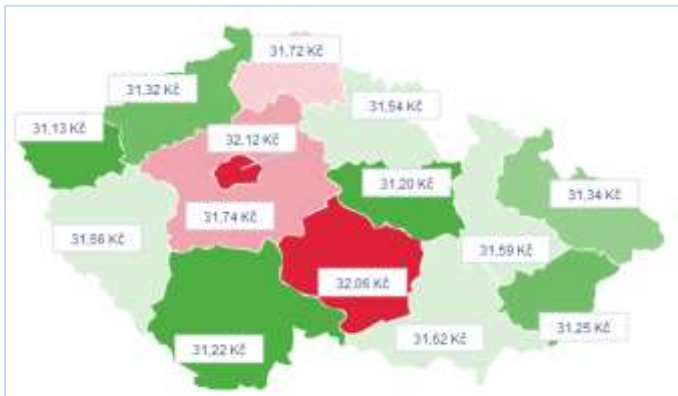 31,72 Kč
31,32 Kč
31,54 Kč
31,13 Kč
32,12 Kč
31,20 Kč
31,34 Kč
31,74 Kč
31,56 Kč
31,59 Kč
32,06 Kč
31,25 Kč
31,62 Kč
31,22 Kč